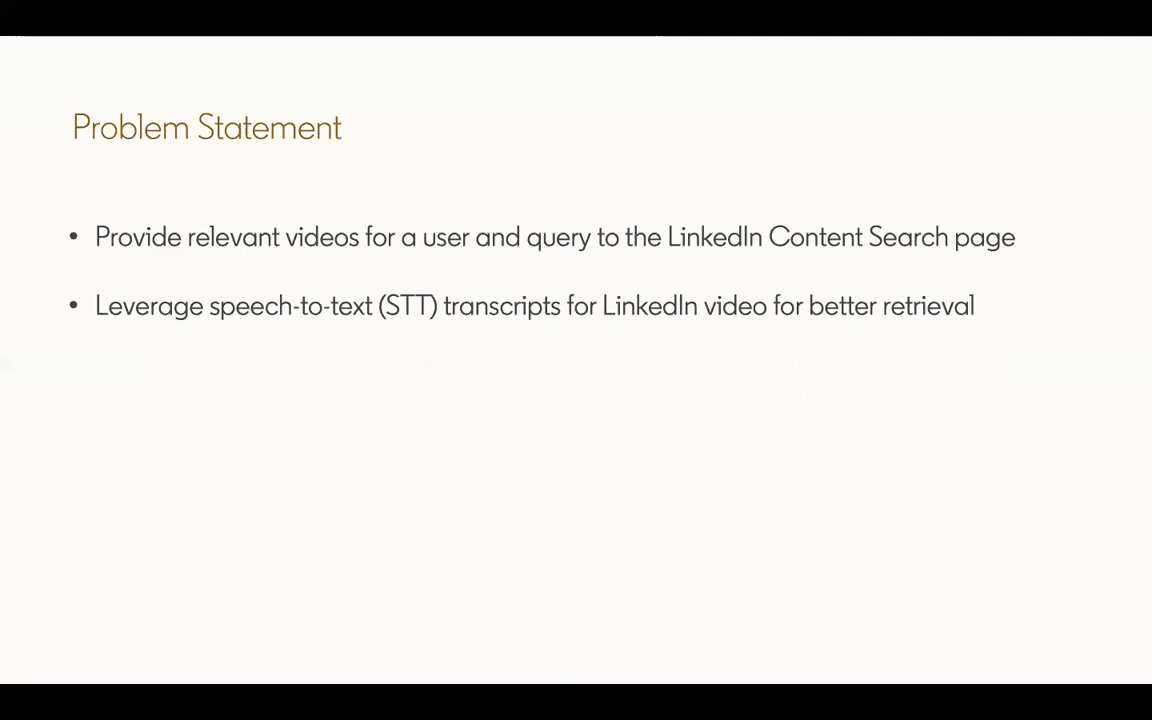 Problem Statement
• Provide relevant videos for a user and query to the LinkedIn Content Search page
• Leverage speech-to-text (STT) transcripts for LinkedIn video for better retrieval